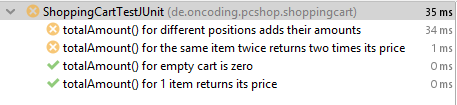 ShoppingCartTestJUnit (de.oncoding.pcshop.shoppingcart) 35 ms
totalAmount() for different positions adds their amounts 34 ms
totalAmount() for the same item twice returns two times its price 1 ms
totalAmount() for empty cart is zero 0 ms
totalAmount() for 1 item returns its price 0 ms